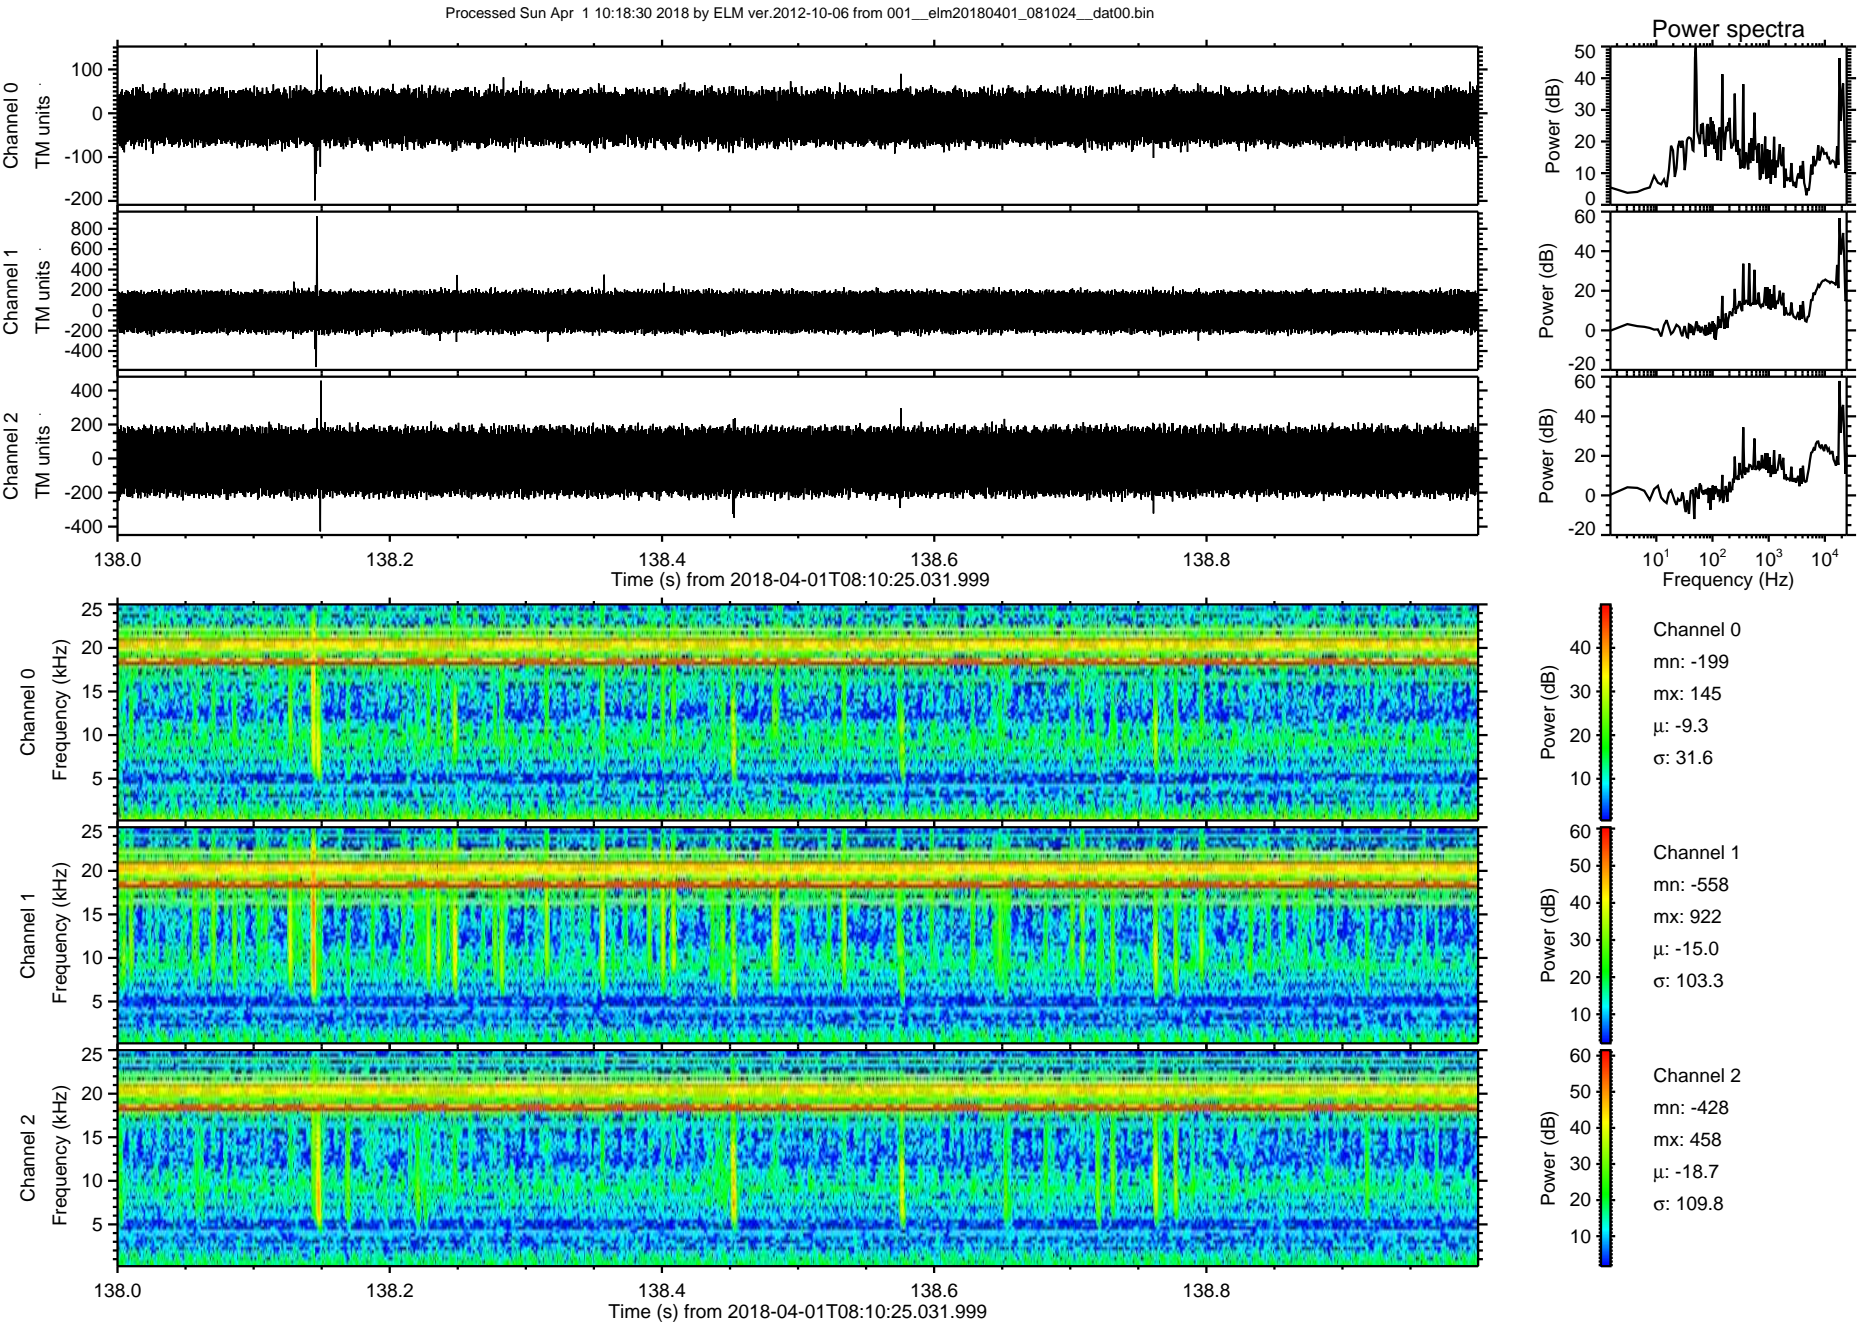 Processed Sun Apr  1 10:18:30 2018 by ELM ver.2012-10-06 from 001__elm20180401_081024__dat00.bin
Power spectra
Channel 0
TM units
100
0
-100
-200
Power (dB)
50
40
30
20
10
0
Channel 1
TM units
800
600
400
200
0
-200
-400
Power (dB)
60
40
20
0
-20
Channel 2
TM units
400
200
0
-200
-400
Power (dB)
60
40
20
0
-20
138.0 138.2 138.4 138.6 138.8
Time (s) from 2018-04-01T08:10:25.031.999
10¹ 10² 10³ 10⁴
Frequency (Hz)
Channel 0
Frequency (kHz)
25
20
15
10
5
Power (dB)
40
30
20
10
Channel 0
mn: -199
mx: 145
μ: -9.3
σ: 31.6
Channel 1
Frequency (kHz)
25
20
15
10
5
Power (dB)
60
50
40
30
20
10
Channel 1
mn: -558
mx: 922
μ: -15.0
σ: 103.3
Channel 2
Frequency (kHz)
25
20
15
10
5
Power (dB)
60
50
40
30
20
10
Channel 2
mn: -428
mx: 458
μ: -18.7
σ: 109.8
138.0 138.2 138.4 138.6 138.8
Time (s) from 2018-04-01T08:10:25.031.999